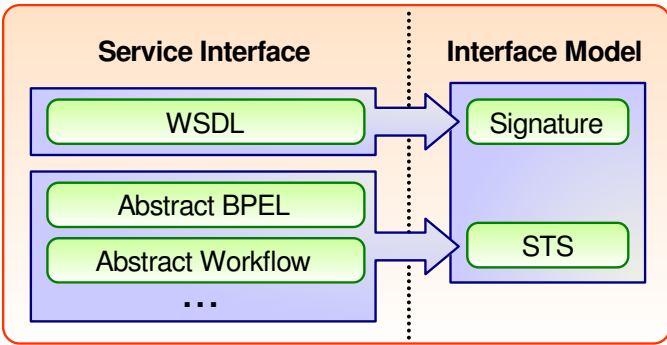 Service Interface
Interface Model
WSDL
Signature
Abstract BPEL
Abstract Workflow
...
STS